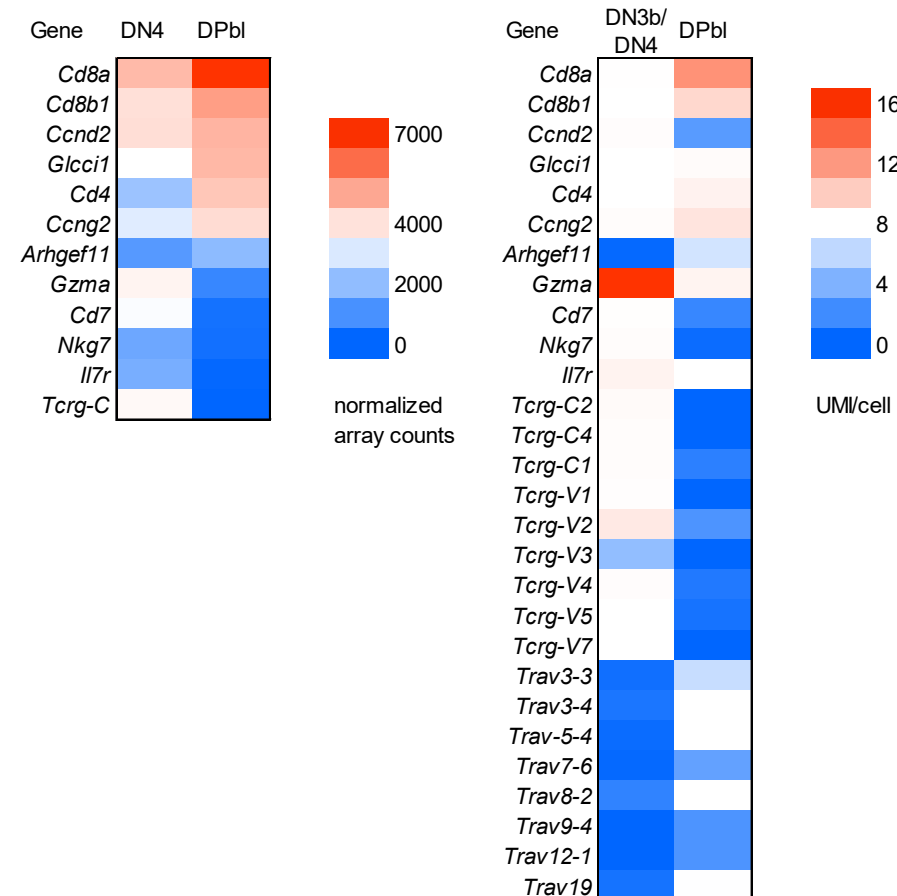 Gene DN4 DPbl
Cd8a
Cd8b1
Ccnd2
Glcci1
Cd4
Ccng2
Arhgef11
Gzma
Cd7
Nkg7
Il7r
Tcrg-C
7000
4000
2000
0
normalized
array counts
DN3b/
Gene DN4 DPbl
Cd8a
Cd8b1
Ccnd2
Glcci1
Cd4
Ccng2
Arhgef11
Gzma
Cd7
Nkg7
Il7r
Tcrg-C2
Tcrg-C4
Tcrg-C1
Tcrg-V1
Tcrg-V2
Tcrg-V3
Tcrg-V4
Tcrg-V5
Tcrg-V7
Trav3-3
Trav3-4
Trav-5-4
Trav7-6
Trav8-2
Trav9-4
Trav12-1
Trav19
16
12
8
4
0
UMI/cell